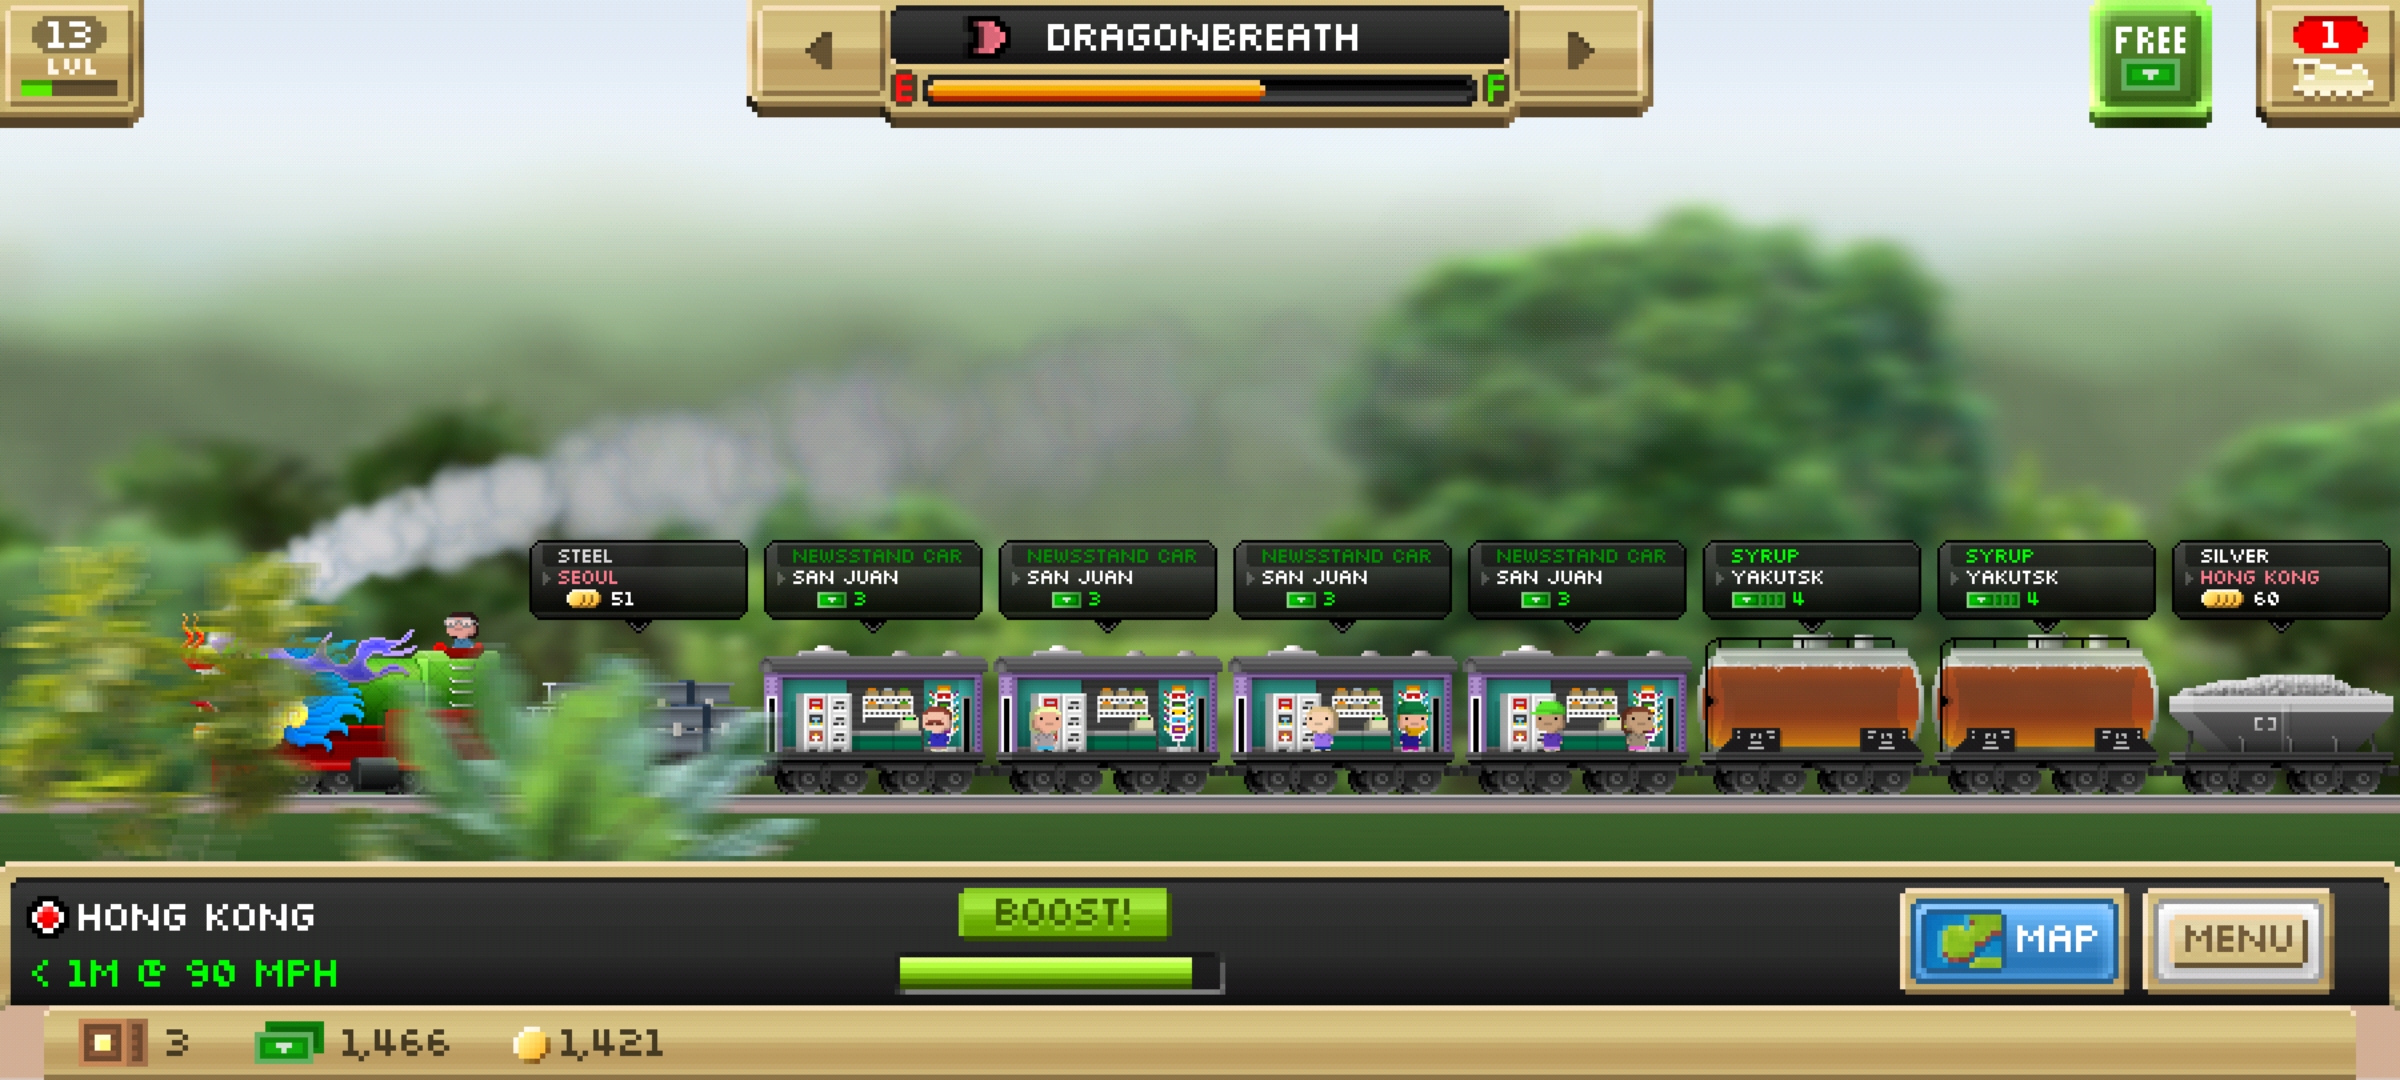 13
LVL
DRAGONBREATH
E
F
FREE
1
STEEL
SEOUL
51
NEWSSTAND CAR
SAN JUAN
3
NEWSSTAND CAR
SAN JUAN
3
NEWSSTAND CAR
SAN JUAN
3
NEWSSTAND CAR
SAN JUAN
3
SYRUP
YAKUTSK
4
SYRUP
YAKUTSK
4
SILVER
HONG KONG
60
HONG KONG
< 1M @ 90 MPH
BOOST!
MAP
MENU
3
1,466
1,421